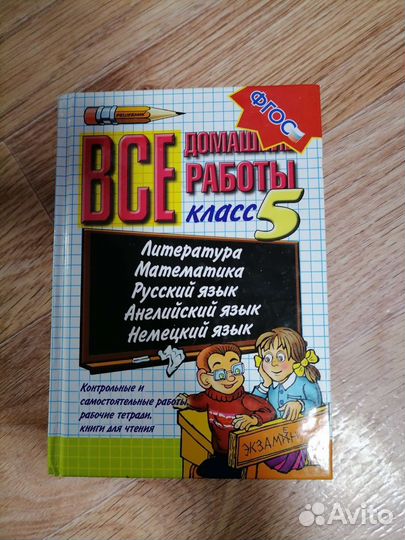 РЕШЕБНИК
ФГОС
ВСЕ ДОМАШНИЕ
РАБОТЫ
класс 5
Литература
Математика
Русский язык
Английский язык
Немецкий язык
Контрольные и
самостоятельные работы,
рабочие тетради,
книги для чтения
ЭКЗАМЕН
Avito